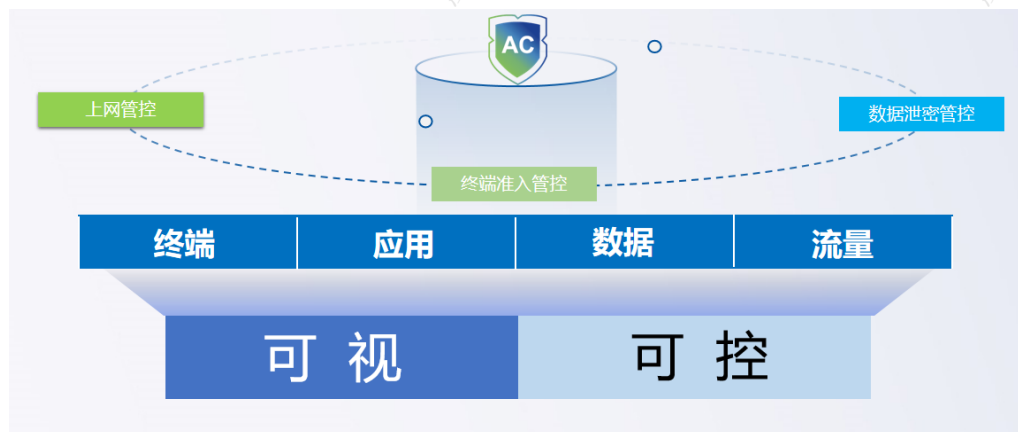 AC
上网管控
数据泄密管控
终端准入管控
终端 应用 数据 流量
可视 可控